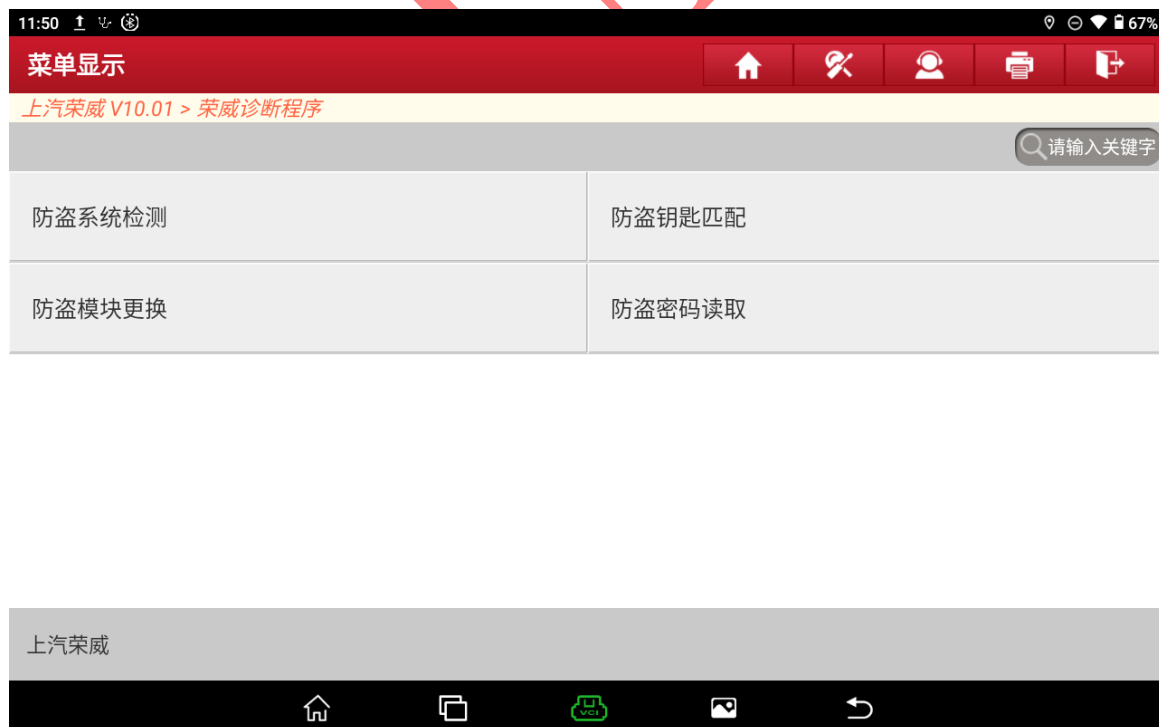 11:50 67%
菜单显示
上汽荣威 V10.01 > 荣威诊断程序
请输入关键字
防盗系统检测 防盗钥匙匹配
防盗模块更换 防盗密码读取
上汽荣威
VCI